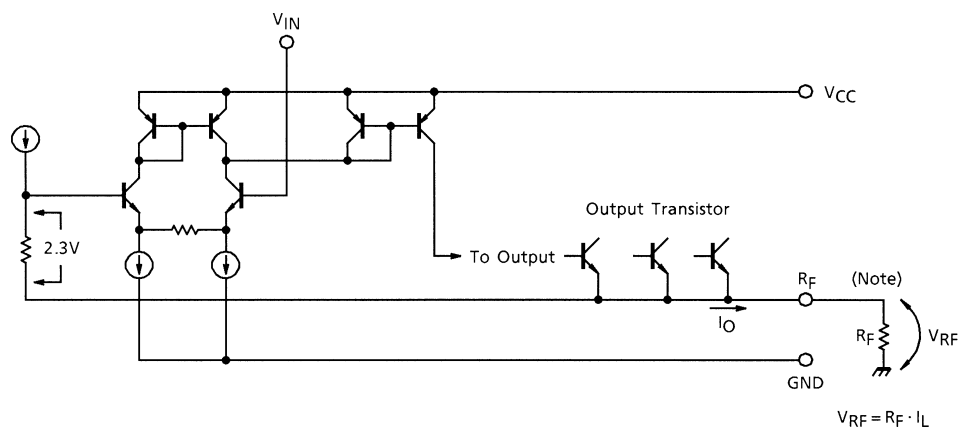 VIN
VCC
2.3V
Output Transistor
To Output
IO
RF
(Note)
RF
VRF
GND
VRF = RF · IL